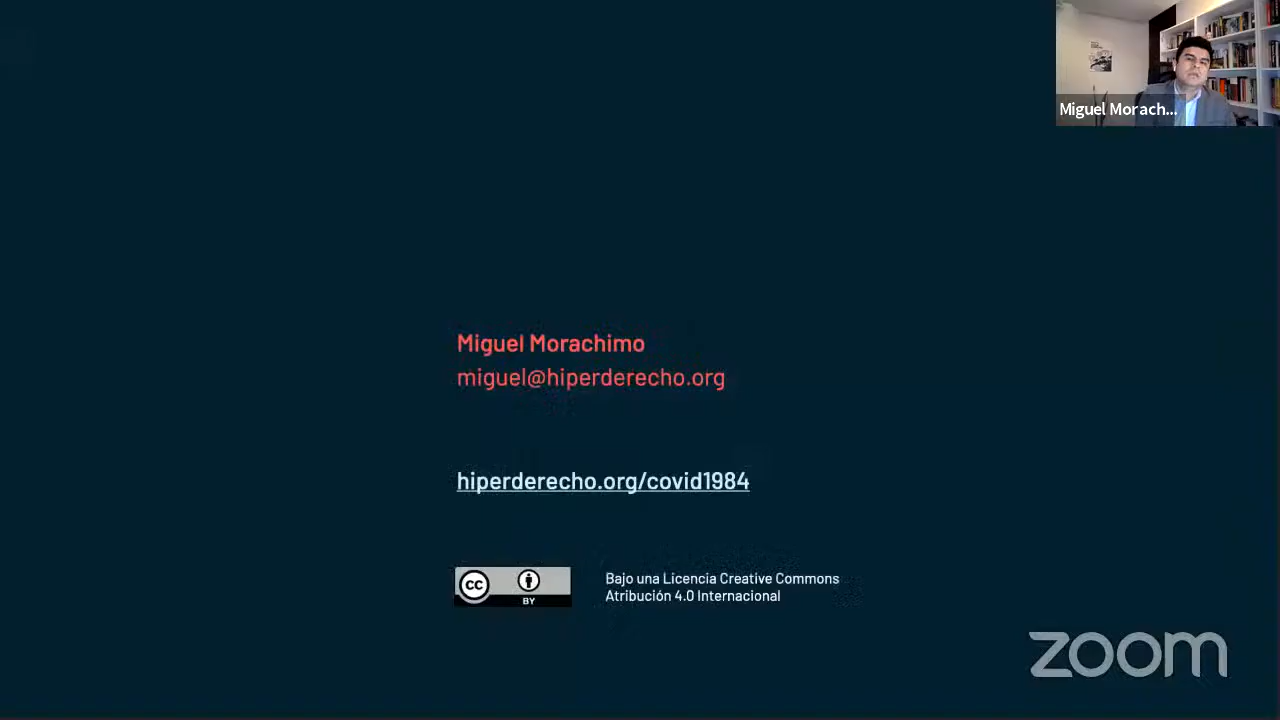 Miguel Morach...
Miguel Morachimo
miguel@hiperderecho.org
hiperderecho.org/covid1984
cc
BY
Bajo una Licencia Creative Commons
Atribución 4.0 Internacional
zoom